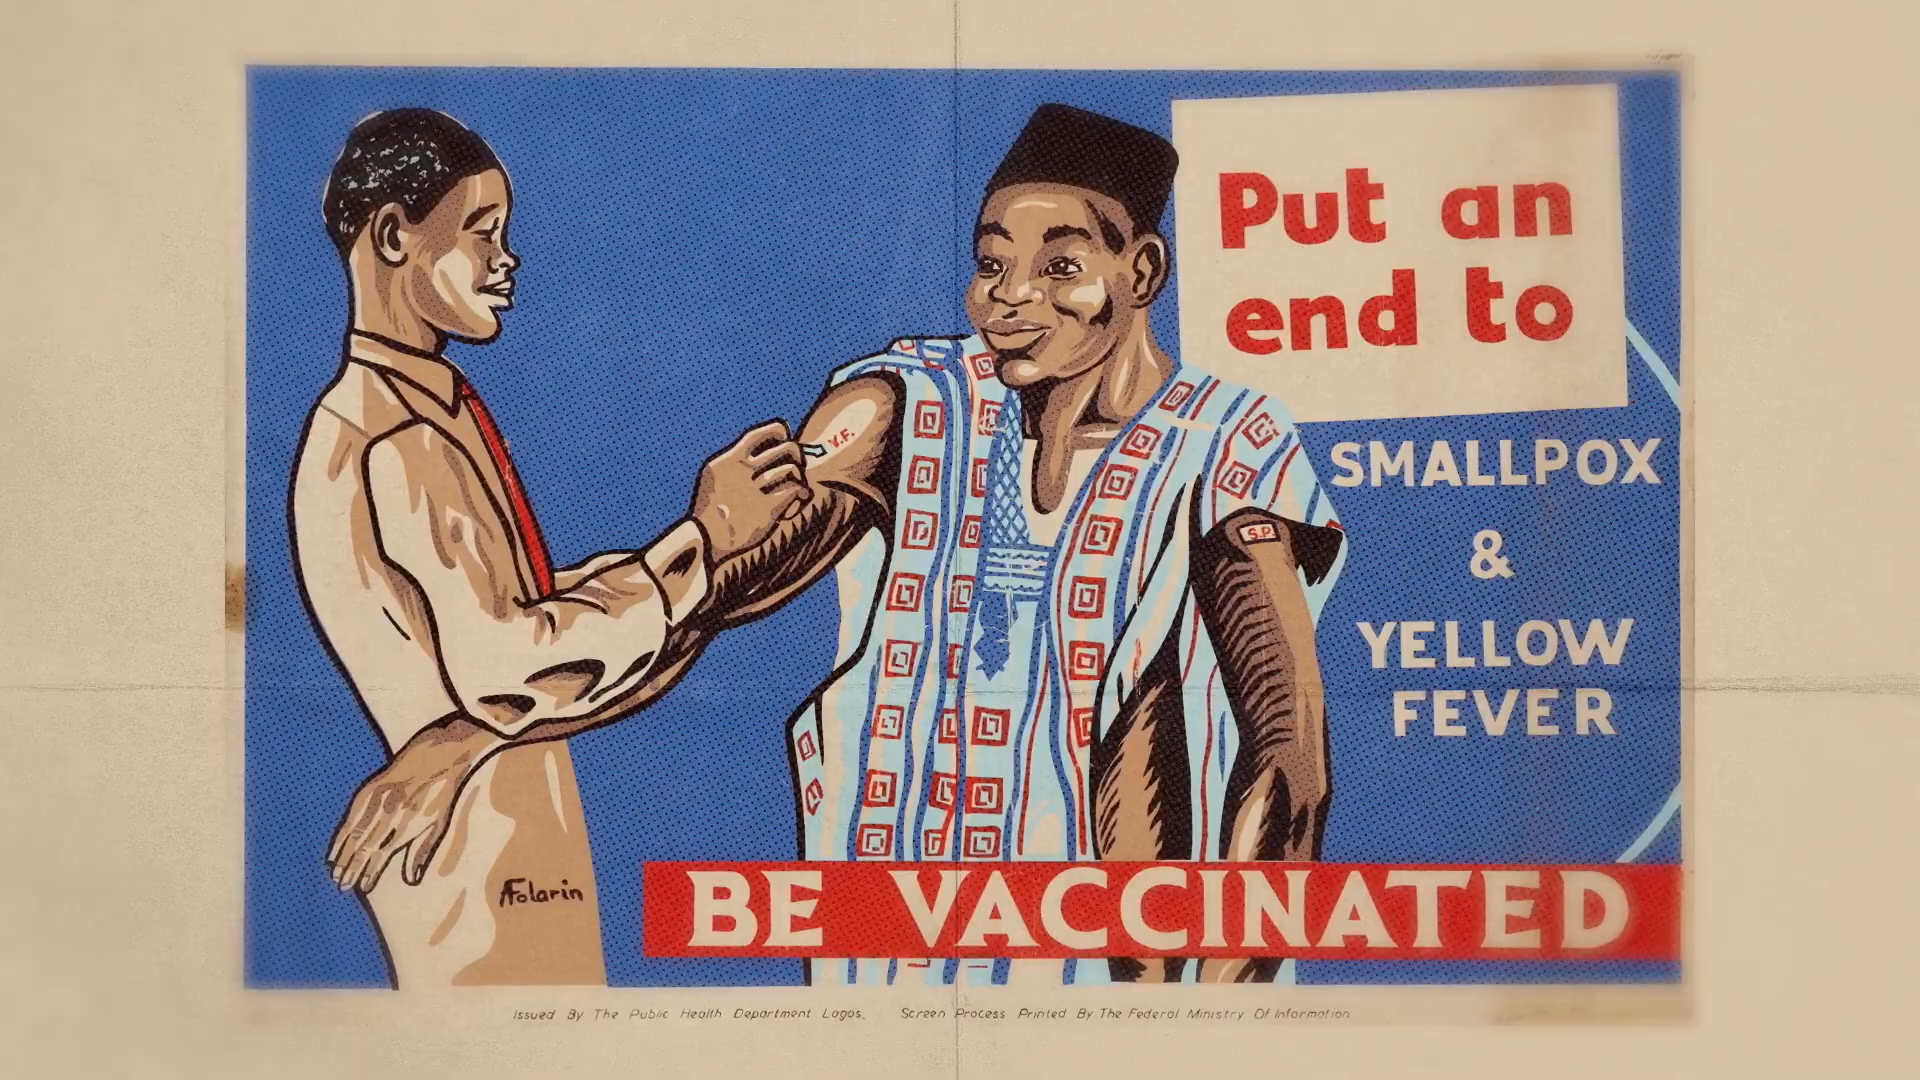 Put an
end to
SMALLPOX
&
YELLOW
FEVER
Y.F.
S.P.
BE VACCINATED
AFolarin
Issued By The Public Health Department Lagos. Screen Process Printed By The Federal Ministry Of Information